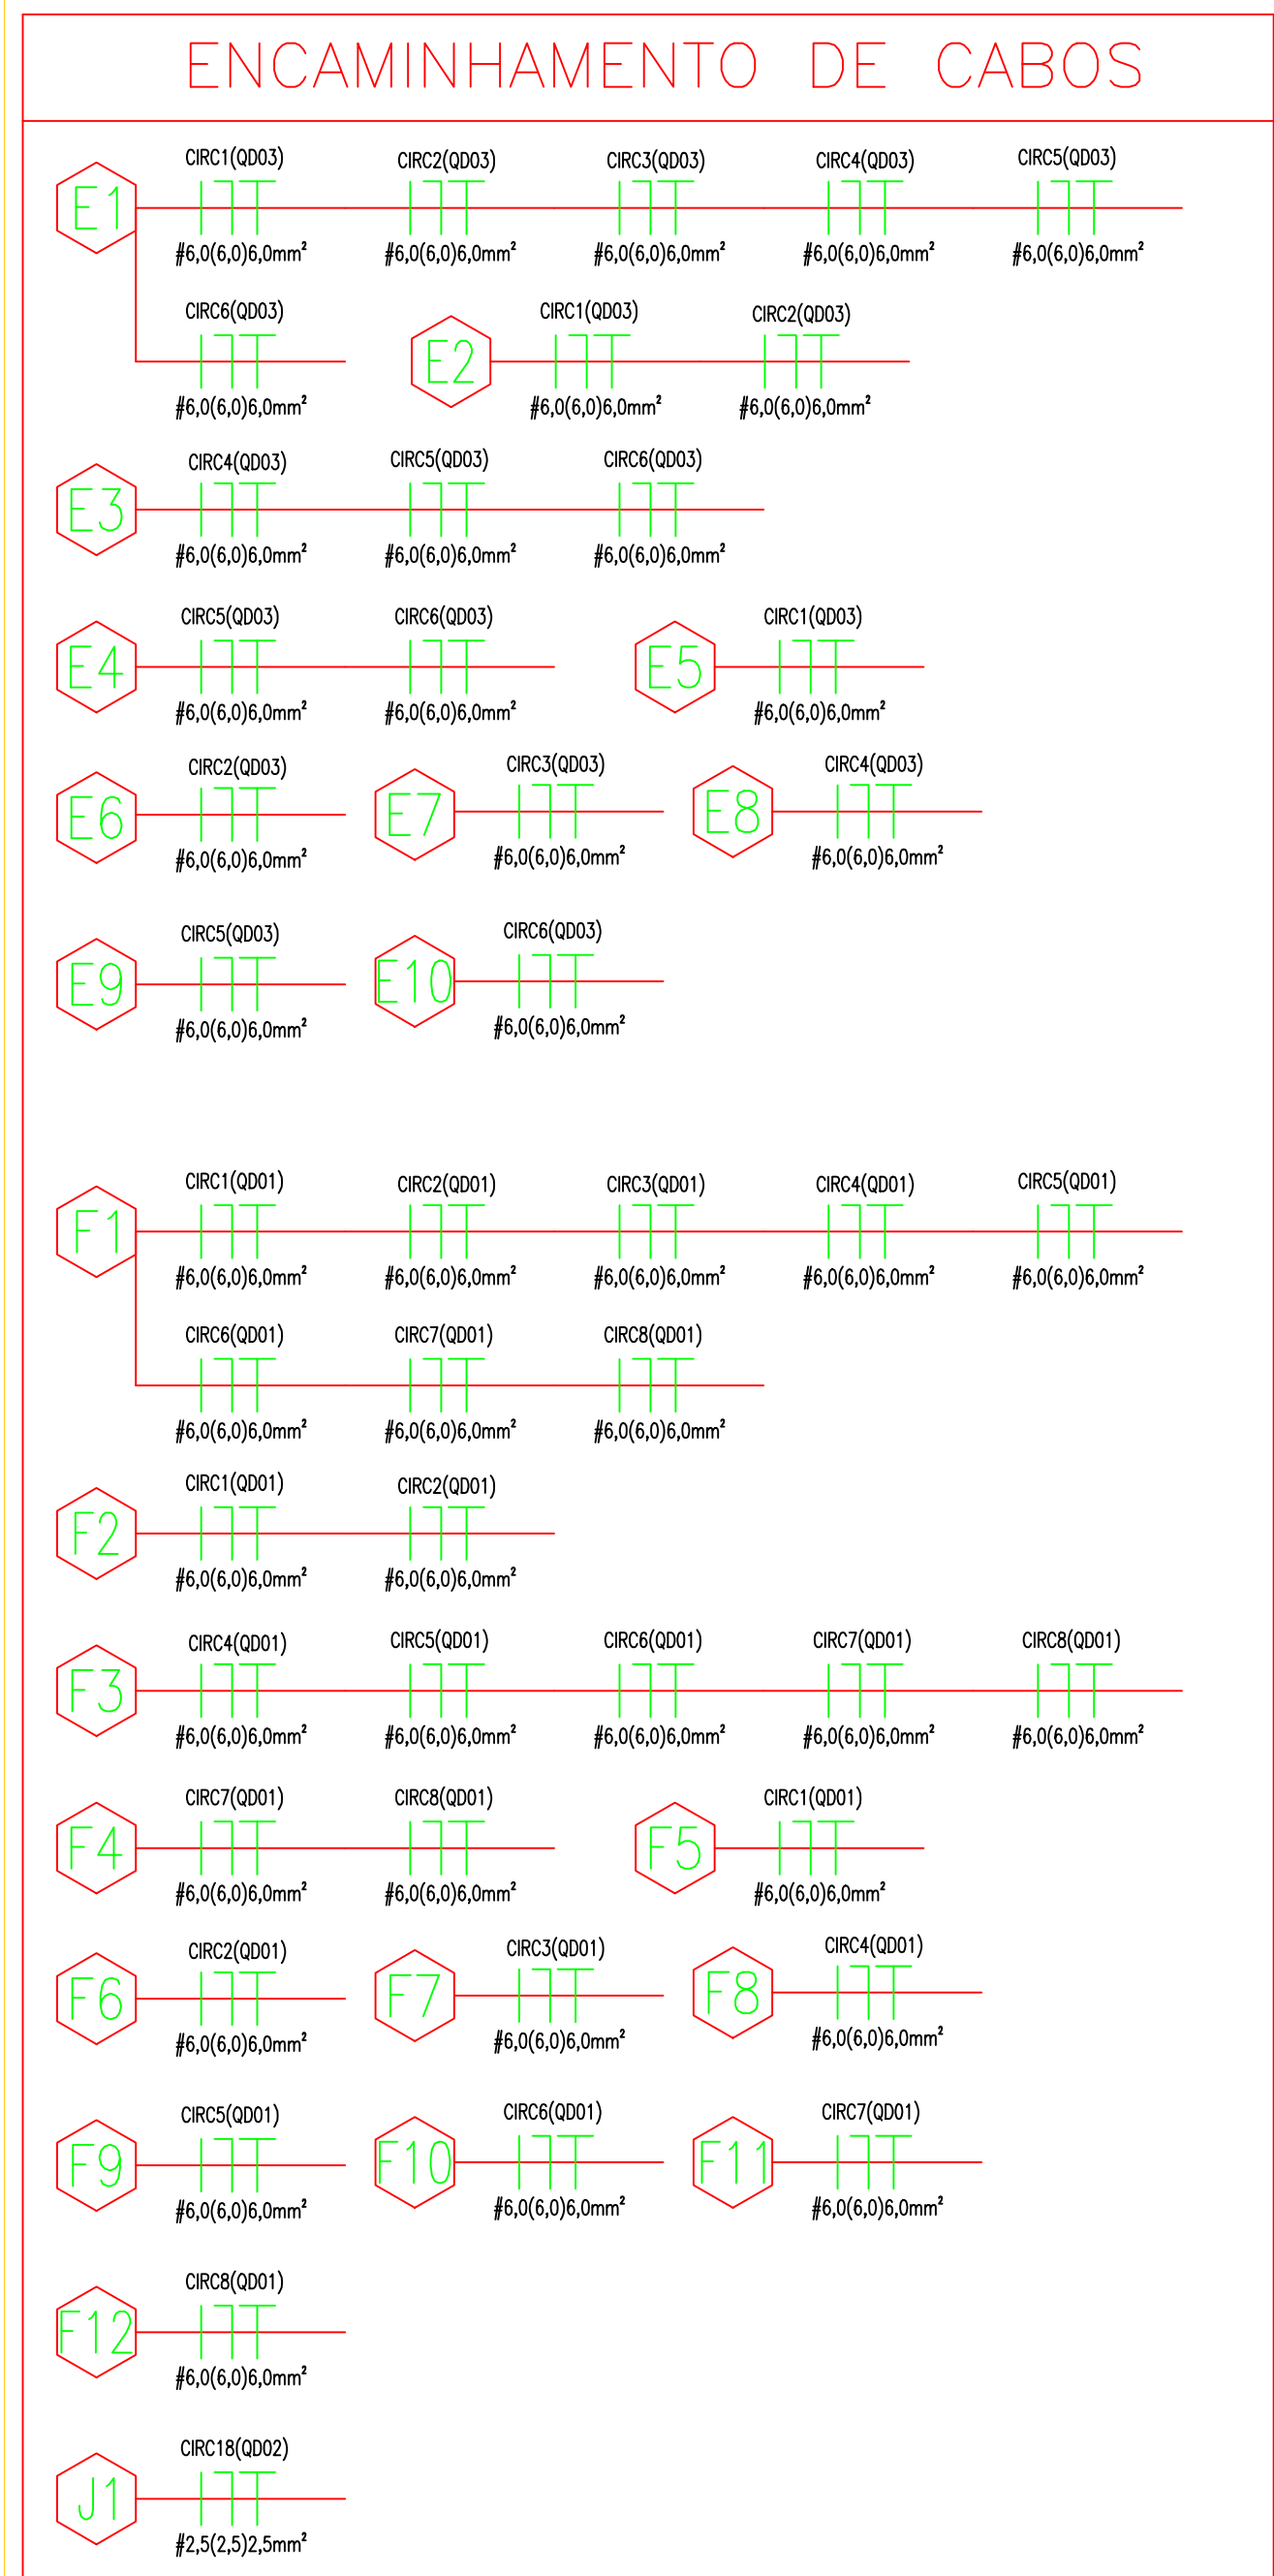 ENCAMINHAMENTO DE CABOS
CIRC1(QD03) CIRC2(QD03) CIRC3(QD03) CIRC4(QD03) CIRC5(QD03)
E1
#6,0(6,0)6,0mm² #6,0(6,0)6,0mm² #6,0(6,0)6,0mm² #6,0(6,0)6,0mm² #6,0(6,0)6,0mm²
CIRC6(QD03) CIRC1(QD03) CIRC2(QD03)
E2
#6,0(6,0)6,0mm² #6,0(6,0)6,0mm² #6,0(6,0)6,0mm²
CIRC4(QD03) CIRC5(QD03) CIRC6(QD03)
E3
#6,0(6,0)6,0mm² #6,0(6,0)6,0mm² #6,0(6,0)6,0mm²
CIRC5(QD03) CIRC6(QD03) CIRC1(QD03)
E4 E5
#6,0(6,0)6,0mm² #6,0(6,0)6,0mm² #6,0(6,0)6,0mm²
CIRC2(QD03) CIRC3(QD03) CIRC4(QD03)
E6 E7 E8
#6,0(6,0)6,0mm² #6,0(6,0)6,0mm² #6,0(6,0)6,0mm²
CIRC5(QD03) CIRC6(QD03)
E9 E10
#6,0(6,0)6,0mm² #6,0(6,0)6,0mm²
CIRC1(QD01) CIRC2(QD01) CIRC3(QD01) CIRC4(QD01) CIRC5(QD01)
F1
#6,0(6,0)6,0mm² #6,0(6,0)6,0mm² #6,0(6,0)6,0mm² #6,0(6,0)6,0mm² #6,0(6,0)6,0mm²
CIRC6(QD01) CIRC7(QD01) CIRC8(QD01)
#6,0(6,0)6,0mm² #6,0(6,0)6,0mm² #6,0(6,0)6,0mm²
CIRC1(QD01) CIRC2(QD01)
F2
#6,0(6,0)6,0mm² #6,0(6,0)6,0mm²
CIRC4(QD01) CIRC5(QD01) CIRC6(QD01) CIRC7(QD01) CIRC8(QD01)
F3
#6,0(6,0)6,0mm² #6,0(6,0)6,0mm² #6,0(6,0)6,0mm² #6,0(6,0)6,0mm² #6,0(6,0)6,0mm²
CIRC7(QD01) CIRC8(QD01) CIRC1(QD01)
F4 F5
#6,0(6,0)6,0mm² #6,0(6,0)6,0mm² #6,0(6,0)6,0mm²
CIRC2(QD01) CIRC3(QD01) CIRC4(QD01)
F6 F7 F8
#6,0(6,0)6,0mm² #6,0(6,0)6,0mm² #6,0(6,0)6,0mm²
CIRC5(QD01) CIRC6(QD01) CIRC7(QD01)
F9 F10 F11
#6,0(6,0)6,0mm² #6,0(6,0)6,0mm² #6,0(6,0)6,0mm²
CIRC8(QD01)
F12
#6,0(6,0)6,0mm²
CIRC18(QD02)
J1
#2,5(2,5)2,5mm²